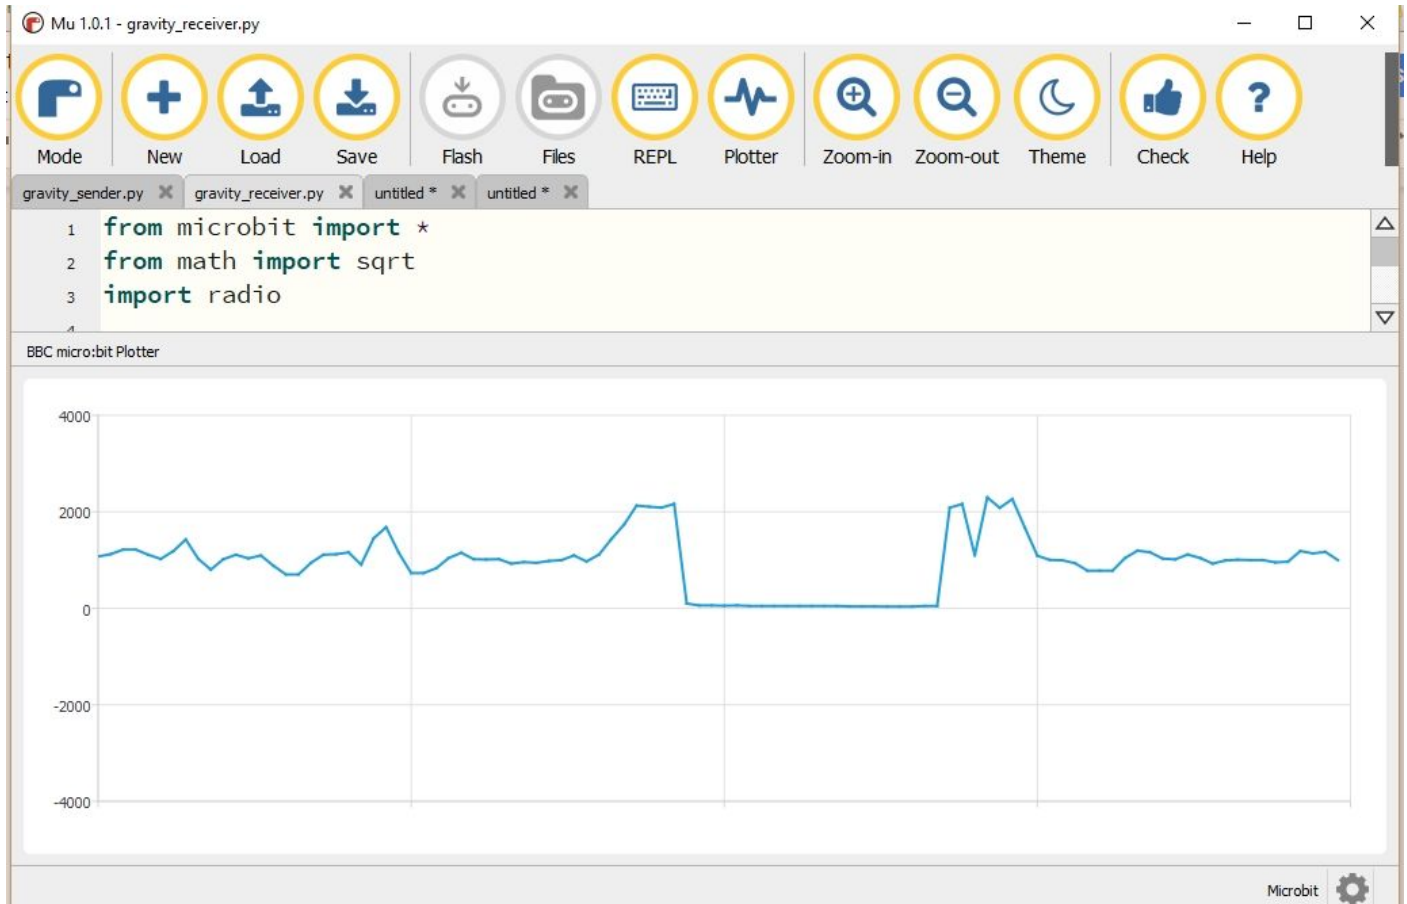 Mu 1.0.1 - gravity_receiver.py
Mode New Load Save Flash Files REPL Plotter Zoom-in Zoom-out Theme Check Help
gravity_sender.py gravity_receiver.py untitled * untitled *
1 from microbit import *
2 from math import sqrt
3 import radio
4
BBC micro:bit Plotter
4000
2000
0
-2000
-4000
Microbit